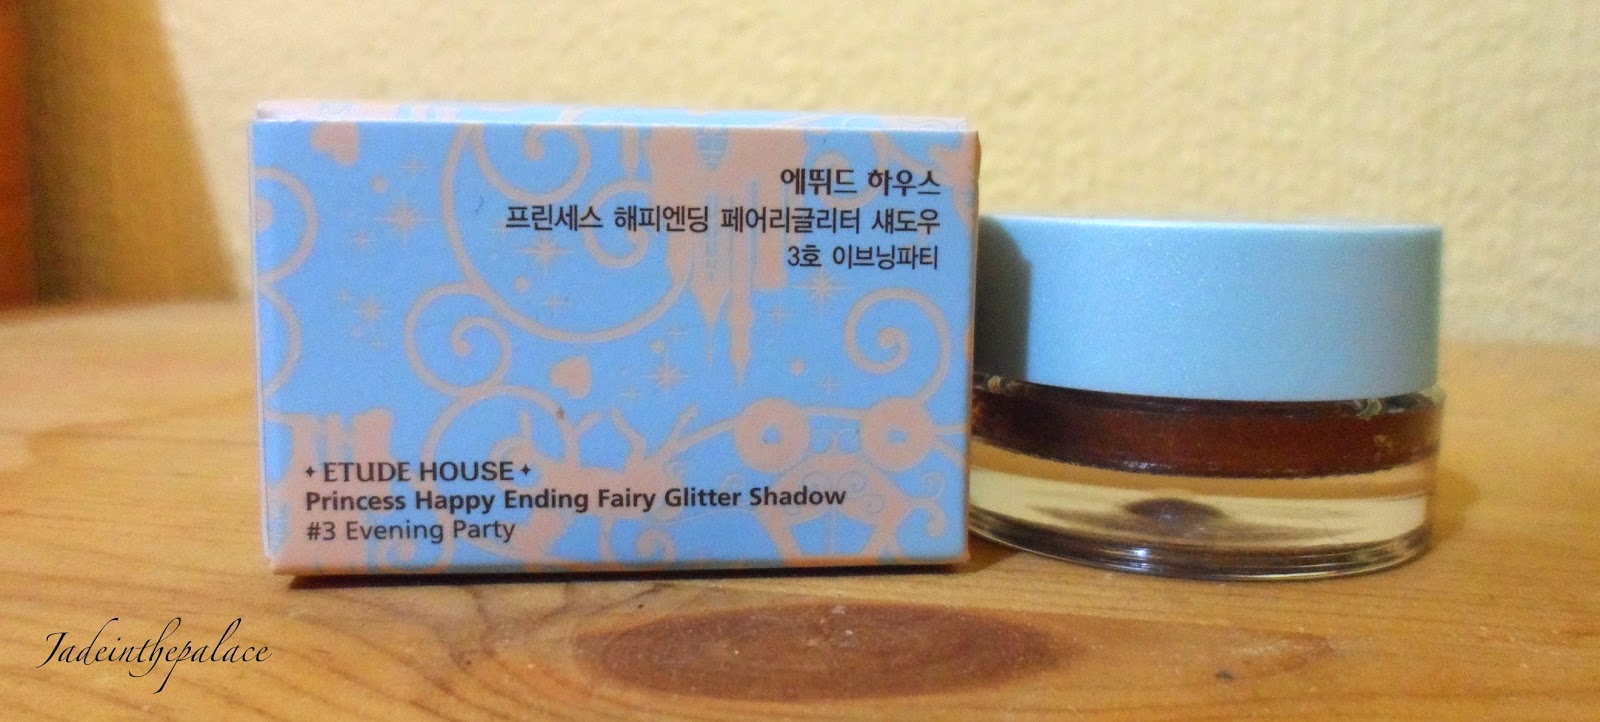 에뛰드 하우스
프린세스 해피엔딩 페어리글리터 섀도우
3호 이브닝파티
ETUDE HOUSE
Princess Happy Ending Fairy Glitter Shadow
#3 Evening Party
Jadeinthepalace